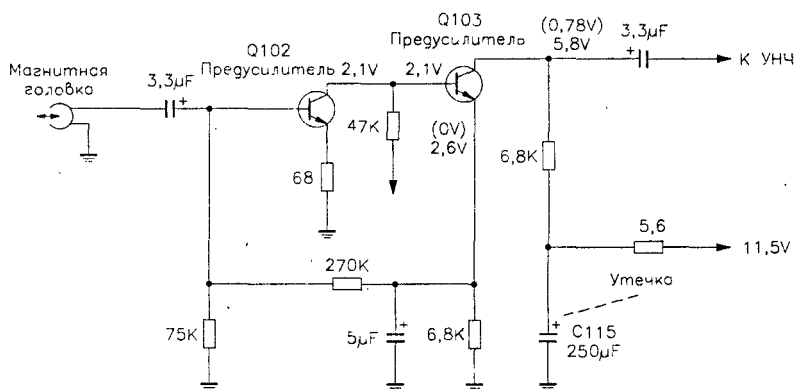 Магнитная
головка
3,3µF
+
Q102
Предусилитель
2,1V
47K
68
2,1V
Q103
Предусилитель
(0V)
2,6V
(0,78V)
5,8V
3,3µF
+
К УНЧ
6,8K
5,6
11,5V
Утечка
270K
75K
5µF
+
6,8K
+
C115
250µF